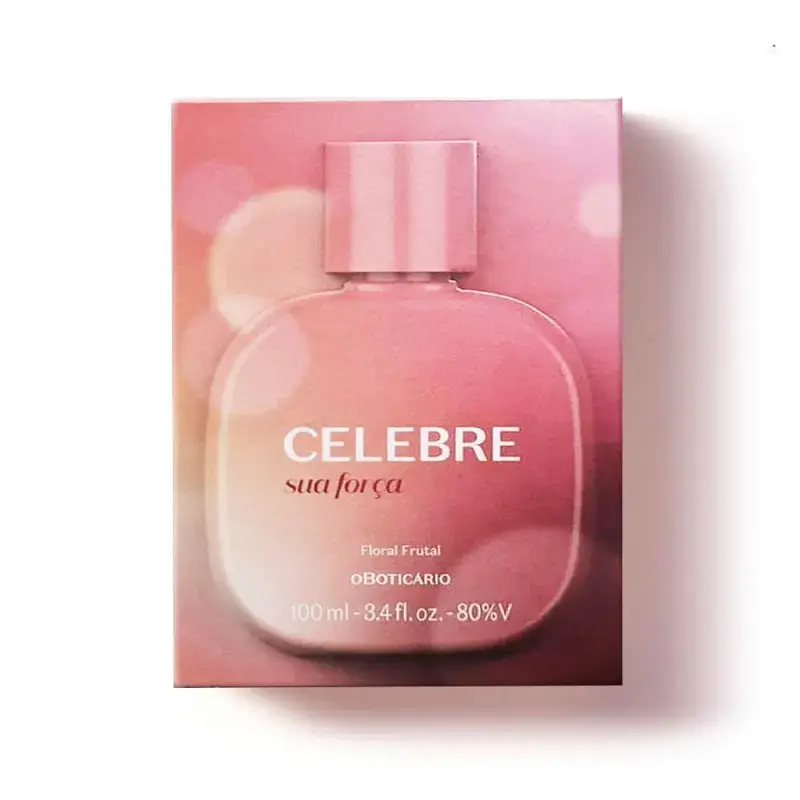 CELEBRE
sua força
Floral Frutal
oBOTICÁRIO
100 ml - 3.4 fl. oz. - 80%V